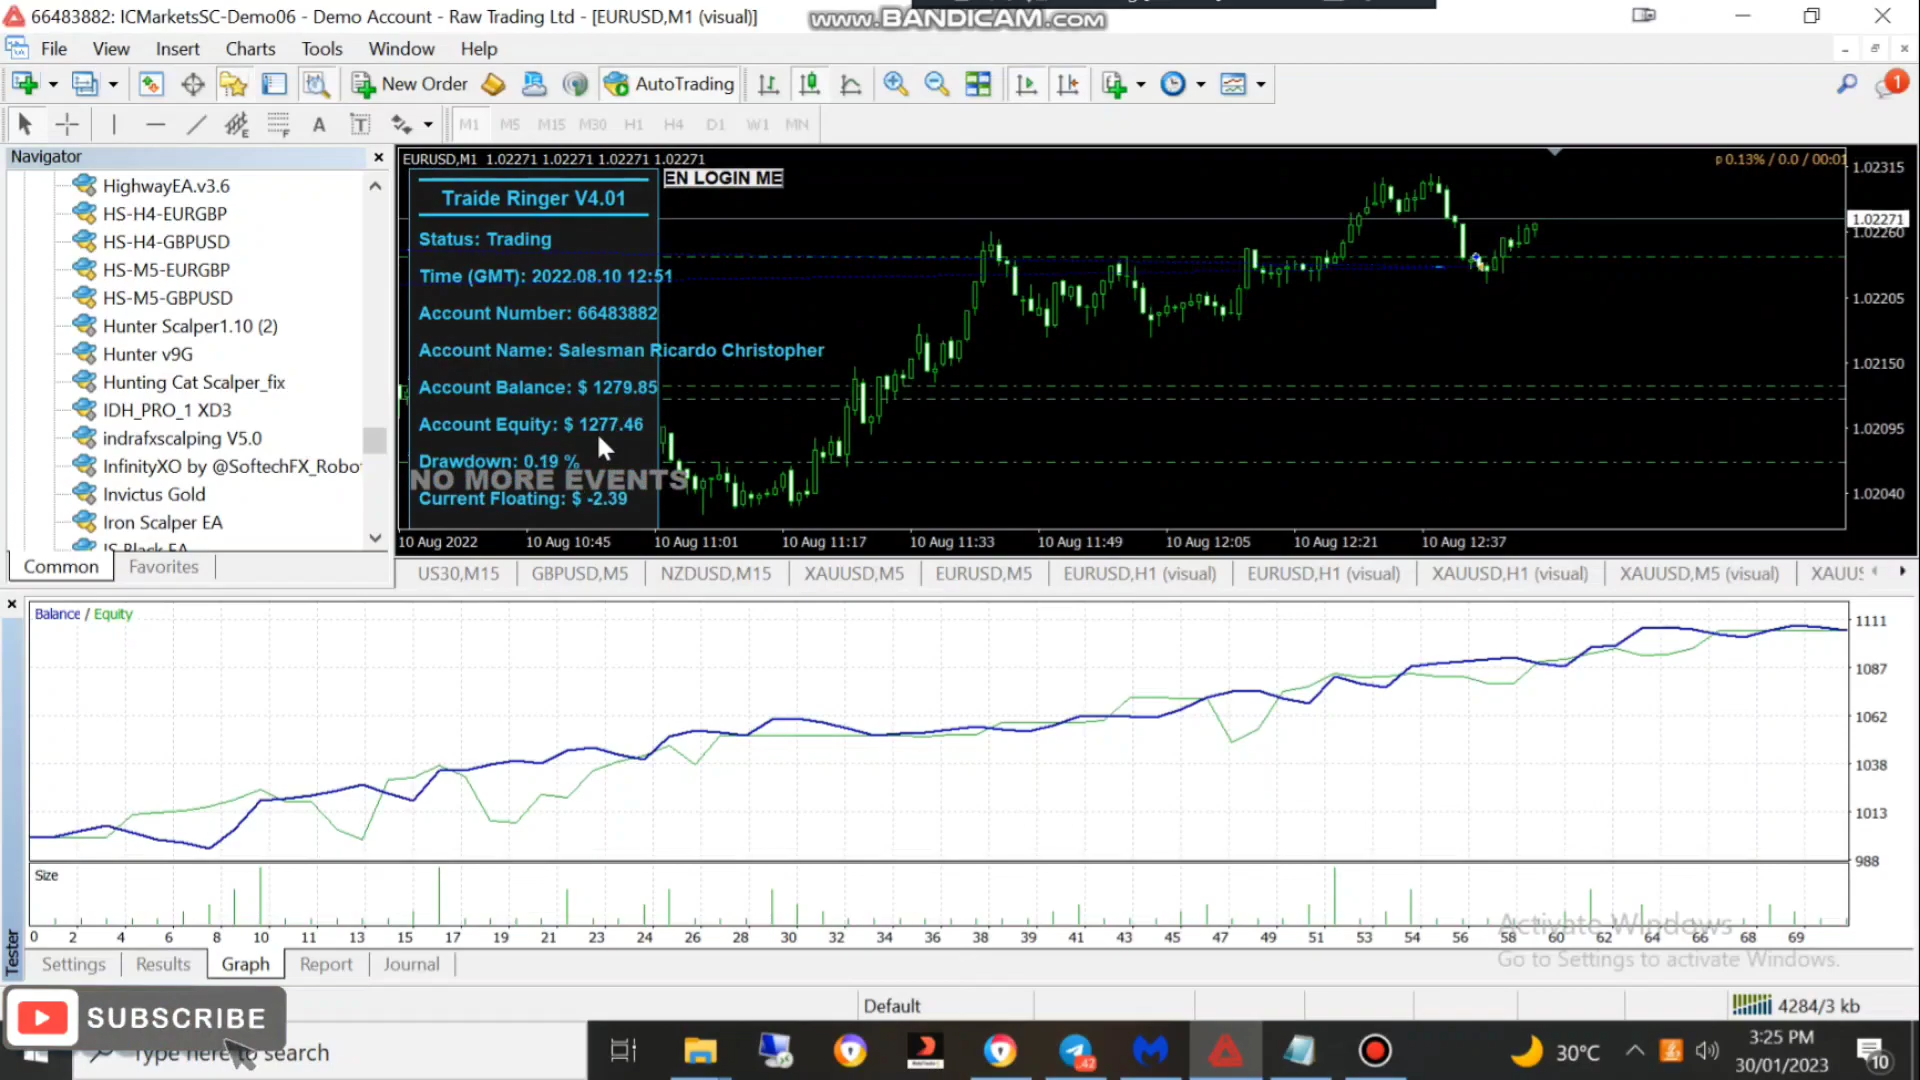 66483882: ICMarketsSC-Demo06 - Demo Account - Raw Trading Ltd - [EURUSD,M1 (visual)]
www.BANDICAM.com
File View Insert Charts Tools Window Help
New Order AutoTrading
M1 M5 M15 M30 H1 H4 D1 W1 MN
1
Navigator
HighwayEA.v3.6
HS-H4-EURGBP
HS-H4-GBPUSD
HS-M5-EURGBP
HS-M5-GBPUSD
Hunter Scalper1.10 (2)
Hunter v9G
Hunting Cat Scalper_fix
IDH_PRO_1 XD3
indrafxscalping V5.0
InfinityXO by @SoftechFX_Robo
Invictus Gold
Iron Scalper EA
Common Favorites
EURUSD,M1 1.02271 1.02271 1.02271 1.02271
EN LOGIN ME
p 0.13% / 0.0 / 00:01
Traide Ringer V4.01
Status: Trading
Time (GMT): 2022.08.10 12:51
Account Number: 66483882
Account Name: Salesman Ricardo Christopher
Account Balance: $ 1279.85
Account Equity: $ 1277.46
Drawdown: 0.19 %
NO MORE EVENTS
Current Floating: $ -2.39
1.02315
1.02271
1.02260
1.02205
1.02150
1.02095
1.02040
10 Aug 2022 10 Aug 10:45 10 Aug 11:01 10 Aug 11:17 10 Aug 11:33 10 Aug 11:49 10 Aug 12:05 10 Aug 12:21 10 Aug 12:37
US30,M15 GBPUSD,M5 NZDUSD,M15 XAUUSD,M5 EURUSD,M5 EURUSD,H1 (visual) EURUSD,H1 (visual) XAUUSD,H1 (visual) XAUUSD,M5 (visual) XAUUS
Balance / Equity
1111
1087
1062
1038
1013
988
Size
0 2 4 6 8 10 11 13 15 17 19 21 23 24 26 28 30 32 34 36 38 39 41 43 45 47 49 51 53 54 56 58 60 62 64 66 68 69
Activate Windows
Go to Settings to activate Windows.
Tester
Settings Results Graph Report Journal
Default
4284/3 kb
SUBSCRIBE
Type here to search
42
30°C
3:25 PM
30/01/2023
10